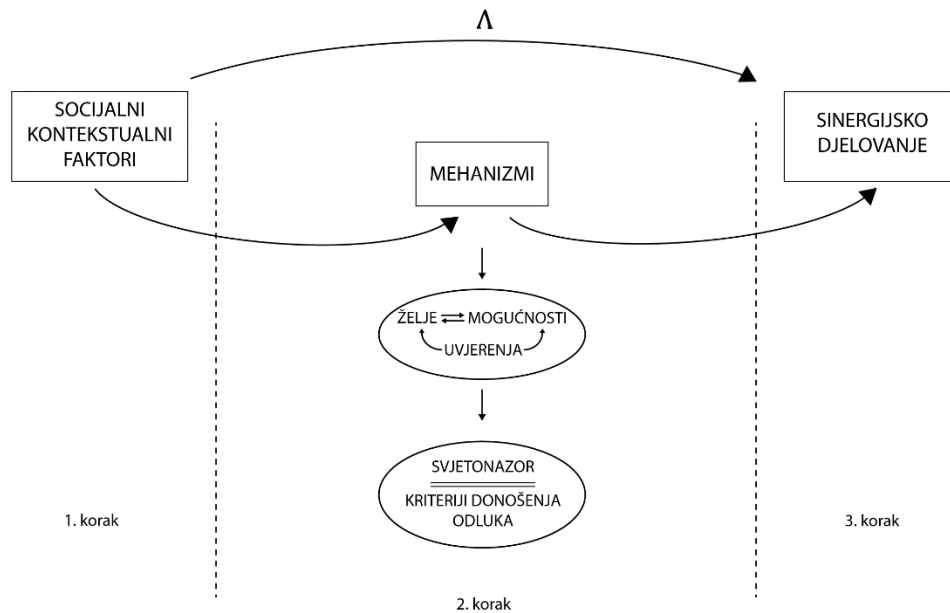 Λ
SOCIJALNI
KONTEKSTUALNI
FAKTORI
MEHANIZMI
SINERGIJSKO
DJELOVANJE
ŽELJE MOGUĆNOSTI
UVJERENJA
SVJETONAZOR
KRITERIJI DONOŠENJA
ODLUKA
1. korak
2. korak
3. korak